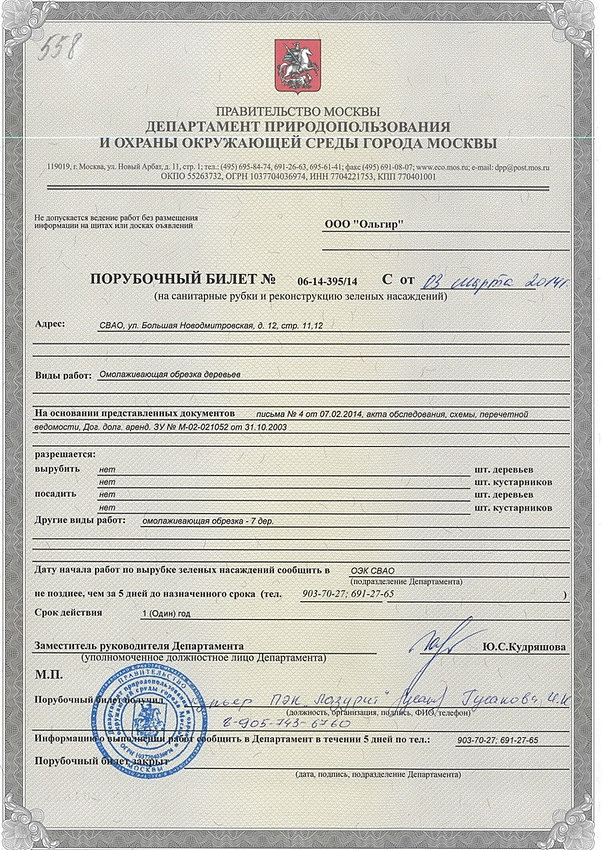 558
ПРАВИТЕЛЬСТВО МОСКВЫ
ДЕПАРТАМЕНТ ПРИРОДОПОЛЬЗОВАНИЯ
И ОХРАНЫ ОКРУЖАЮЩЕЙ СРЕДЫ ГОРОДА МОСКВЫ
119019, г. Москва, ул. Новый Арбат, д. 11, стр. 1; тел.: (495) 695-84-74, 691-26-63, 695-61-41; факс (495) 691-08-07; www.eco.mos.ru; e-mail: dpp@post.mos.ru
ОКПО 55263732, ОГРН 1037704036974, ИНН 7704221753, КПП 770401001
Не допускается ведение работ без размещения
информации на щитах или досках объявлений
ООО "Ольгир"
ПОРУБОЧНЫЙ БИЛЕТ № 06-14-395/14 С от 03 марта 2014г.
(на санитарные рубки и реконструкцию зеленых насаждений)
Адрес: СВАО, ул. Большая Новодмитровская, д. 12, стр. 11,12
Виды работ: Омолаживающая обрезка деревьев
На основании представленных документов письма № 4 от 07.02.2014, акта обследования, схемы, перечетной
ведомости, Дог. долг. аренд. ЗУ № М-02-021052 от 31.10.2003
разрешается:
вырубить нет шт. деревьев
нет шт. кустарников
посадить нет шт. деревьев
нет шт. кустарников
Другие виды работ: омолаживающая обрезка - 7 дер.
Дату начала работ по вырубке зеленых насаждений сообщить в ОЭК СВАО
(подразделение Департамента)
не позднее, чем за 5 дней до назначенного срока (тел. 903-70-27; 691-27-65 )
Срок действия 1 (Один) год
Заместитель руководителя Департамента Ю.С.Кудряшова
(уполномоченное должностное лицо Департамента)
М.П.
Порубочный билет получил курьер ПЭК Лазурит Гусакова
(должность, организация, подпись, ФИО, телефон)
8-905-743-6760
Информацию о выполнении работ сообщить в Департамент в течении 5 дней по тел.: 903-70-27; 691-27-65
Порубочный билет закрыт
(дата, подпись, подразделение Департамента)
ПРАВИТЕЛЬСТВО
МОСКВЫ
ОГРН 1037704036974